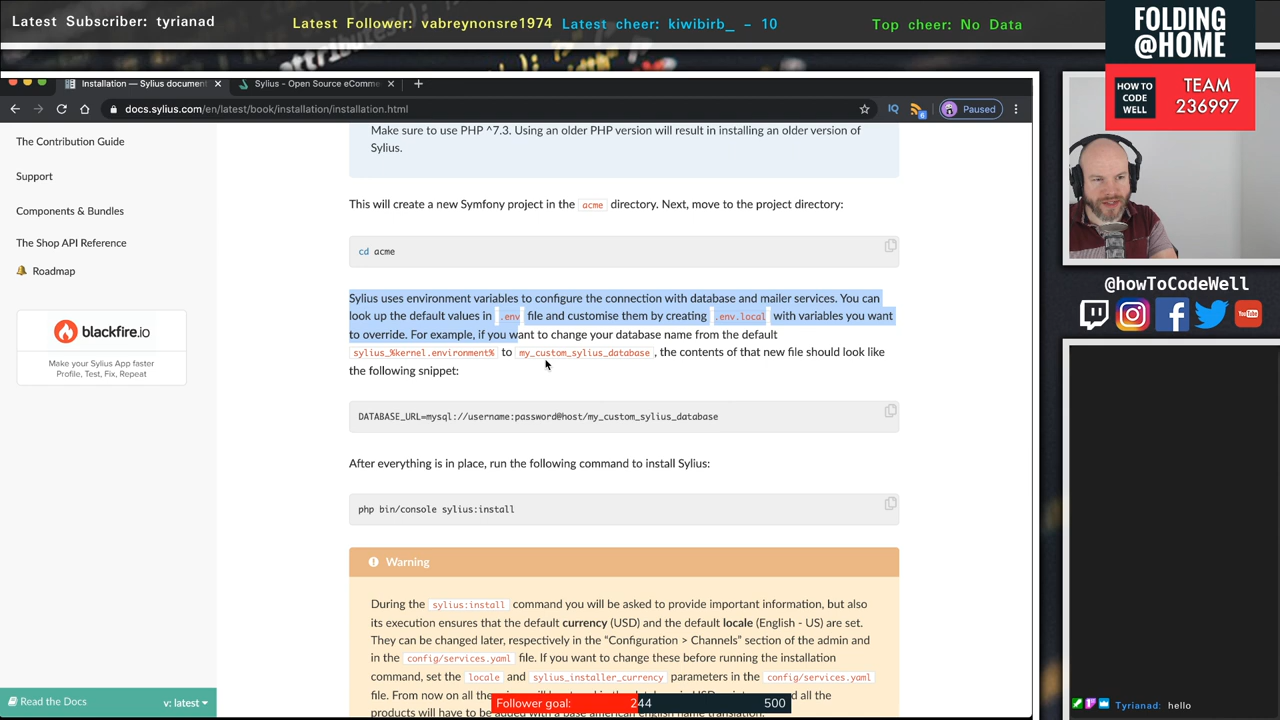 Latest Subscriber: tyrianad
Latest Follower: vabreynonsre1974
Latest cheer: kiwibirb_ - 10
Top cheer: No Data
FOLDING
@HOME
HOW TO
CODE
WELL
TEAM
236997
Installation — Sylius document
Sylius - Open Source eComme
docs.sylius.com/en/latest/book/installation/installation.html
IQ
Paused
The Contribution Guide
Support
Components & Bundles
The Shop API Reference
Roadmap
blackfire.io
Make your Syius App faster
Profile, Test, Fix, Repeat
Read the Docs
v: latest
Make sure to use PHP ^7.3. Using an older PHP version will result in installing an older version of
Sylius.
This will create a new Symfony project in the acme directory. Next, move to the project directory:
cd acme
Sylius uses environment variables to configure the connection with database and mailer services. You can
look up the default values in .env file and customise them by creating .env.local with variables you want
to override. For example, if you want to change your database name from the default
sylius_%kernel.environment% to my_custom_sylius_database , the contents of that new file should look like
the following snippet:
DATABASE_URL=mysql://username:password@host/my_custom_sylius_database
After everything is in place, run the following command to install Sylius:
php bin/console sylius:install
Warning
During the sylius:install command you will be asked to provide important information, but also
its execution ensures that the default currency (USD) and the default locale (English - US) are set.
They can be changed later, respectively in the “Configuration > Channels” section of the admin and
in the config/services.yaml file. If you want to change these before running the installation
command, set the locale and sylius_installer_currency parameters in the config/services.yaml
file. From now on all the
d all the
Follower goal:
244
500
@howToCodeWell
YouTube
Tyrianad: hello